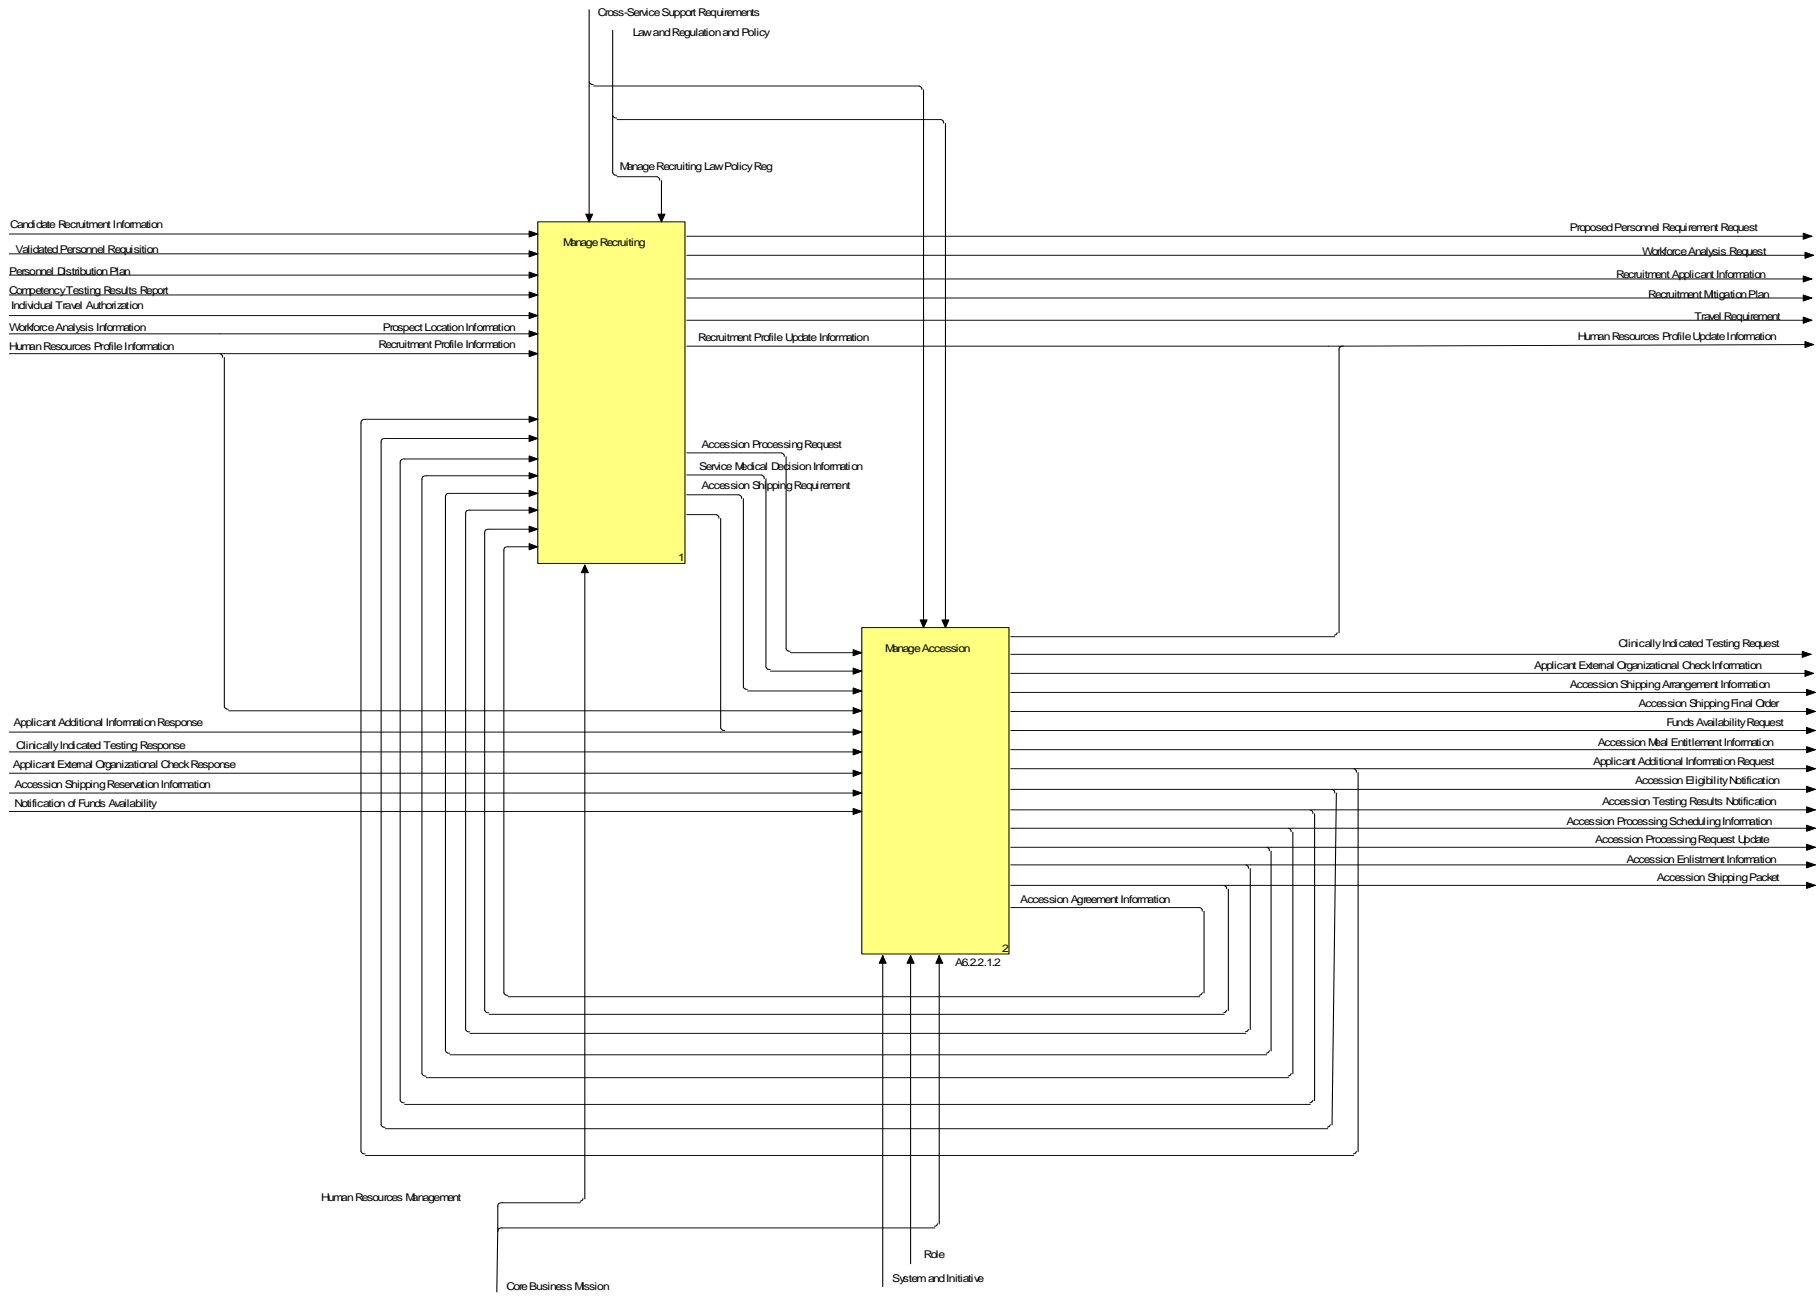 Cross-Service Support Requirements
Law and Regulation and Policy
Manage Recruiting Law Policy Reg
Candidate Recruitment Information
Validated Personnel Requisition
Personnel Distribution Plan
Competency Testing Results Report
Individual Travel Authorization
Workforce Analysis Information
Prospect Location Information
Human Resources Profile Information
Recruitment Profile Information
Manage Recruiting
1
Proposed Personnel Requirement Request
Workforce Analysis Request
Recruitment Applicant Information
Recruitment Mitigation Plan
Travel Requirement
Recruitment Profile Update Information
Human Resources Profile Update Information
Accession Processing Request
Service Medical Decision Information
Accession Shipping Requirement
Manage Accession
2
A6.2.2.1.2
Applicant Additional Information Response
Clinically Indicated Testing Response
Applicant External Organizational Check Response
Accession Shipping Reservation Information
Notification of Funds Availability
Clinically Indicated Testing Request
Applicant External Organizational Check Information
Accession Shipping Arrangement Information
Accession Shipping Final Order
Funds Availability Request
Accession Meal Entitlement Information
Applicant Additional Information Request
Accession Eligibility Notification
Accession Testing Results Notification
Accession Processing Scheduling Information
Accession Processing Request Update
Accession Enlistment Information
Accession Shipping Packet
Accession Agreement Information
Human Resources Management
Role
System and Initiative
Core Business Mission